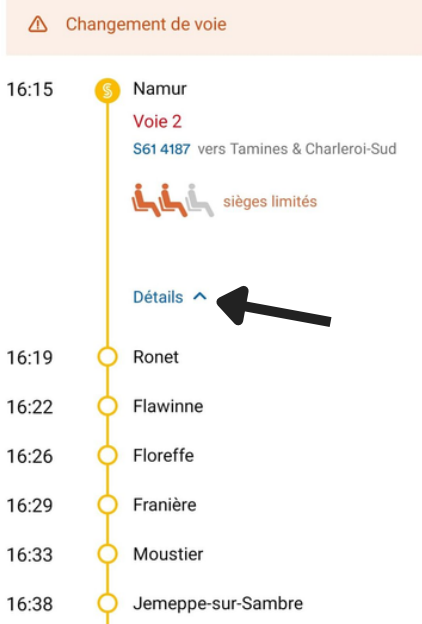 Changement de voie
16:15 Namur
Voie 2
S61 4187 vers Tamines & Charleroi-Sud
sièges limités
Détails
16:19 Ronet
16:22 Flawinne
16:26 Floreffe
16:29 Franière
16:33 Moustier
16:38 Jemeppe-sur-Sambre